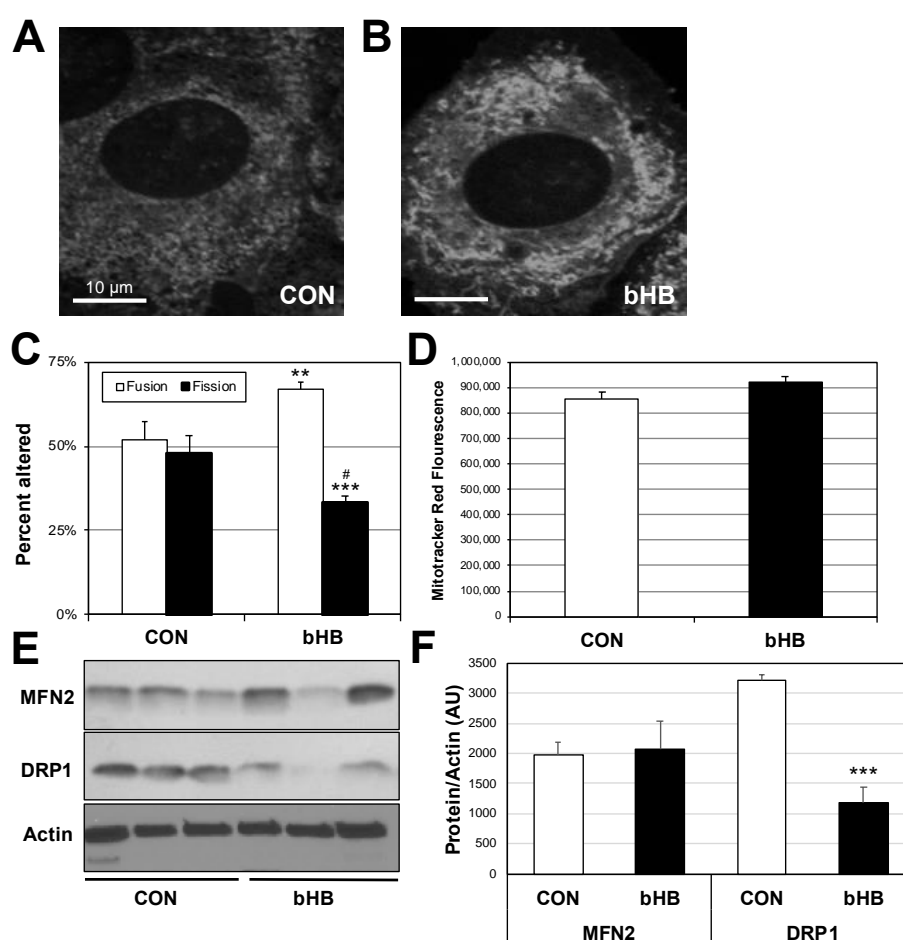 A
B
10 µm
CON
bHB
C
75%
50%
25%
0%
Percent altered
Fusion Fission
**
#
***
CON bHB
D
1,000,000
900,000
800,000
700,000
600,000
500,000
400,000
300,000
200,000
100,000
0
Mitotracker Red Flourescence
CON bHB
E
MFN2
DRP1
Actin
CON bHB
F
3500
3000
2500
2000
1500
1000
500
0
Protein/Actin (AU)
***
CON bHB CON bHB
MFN2 DRP1